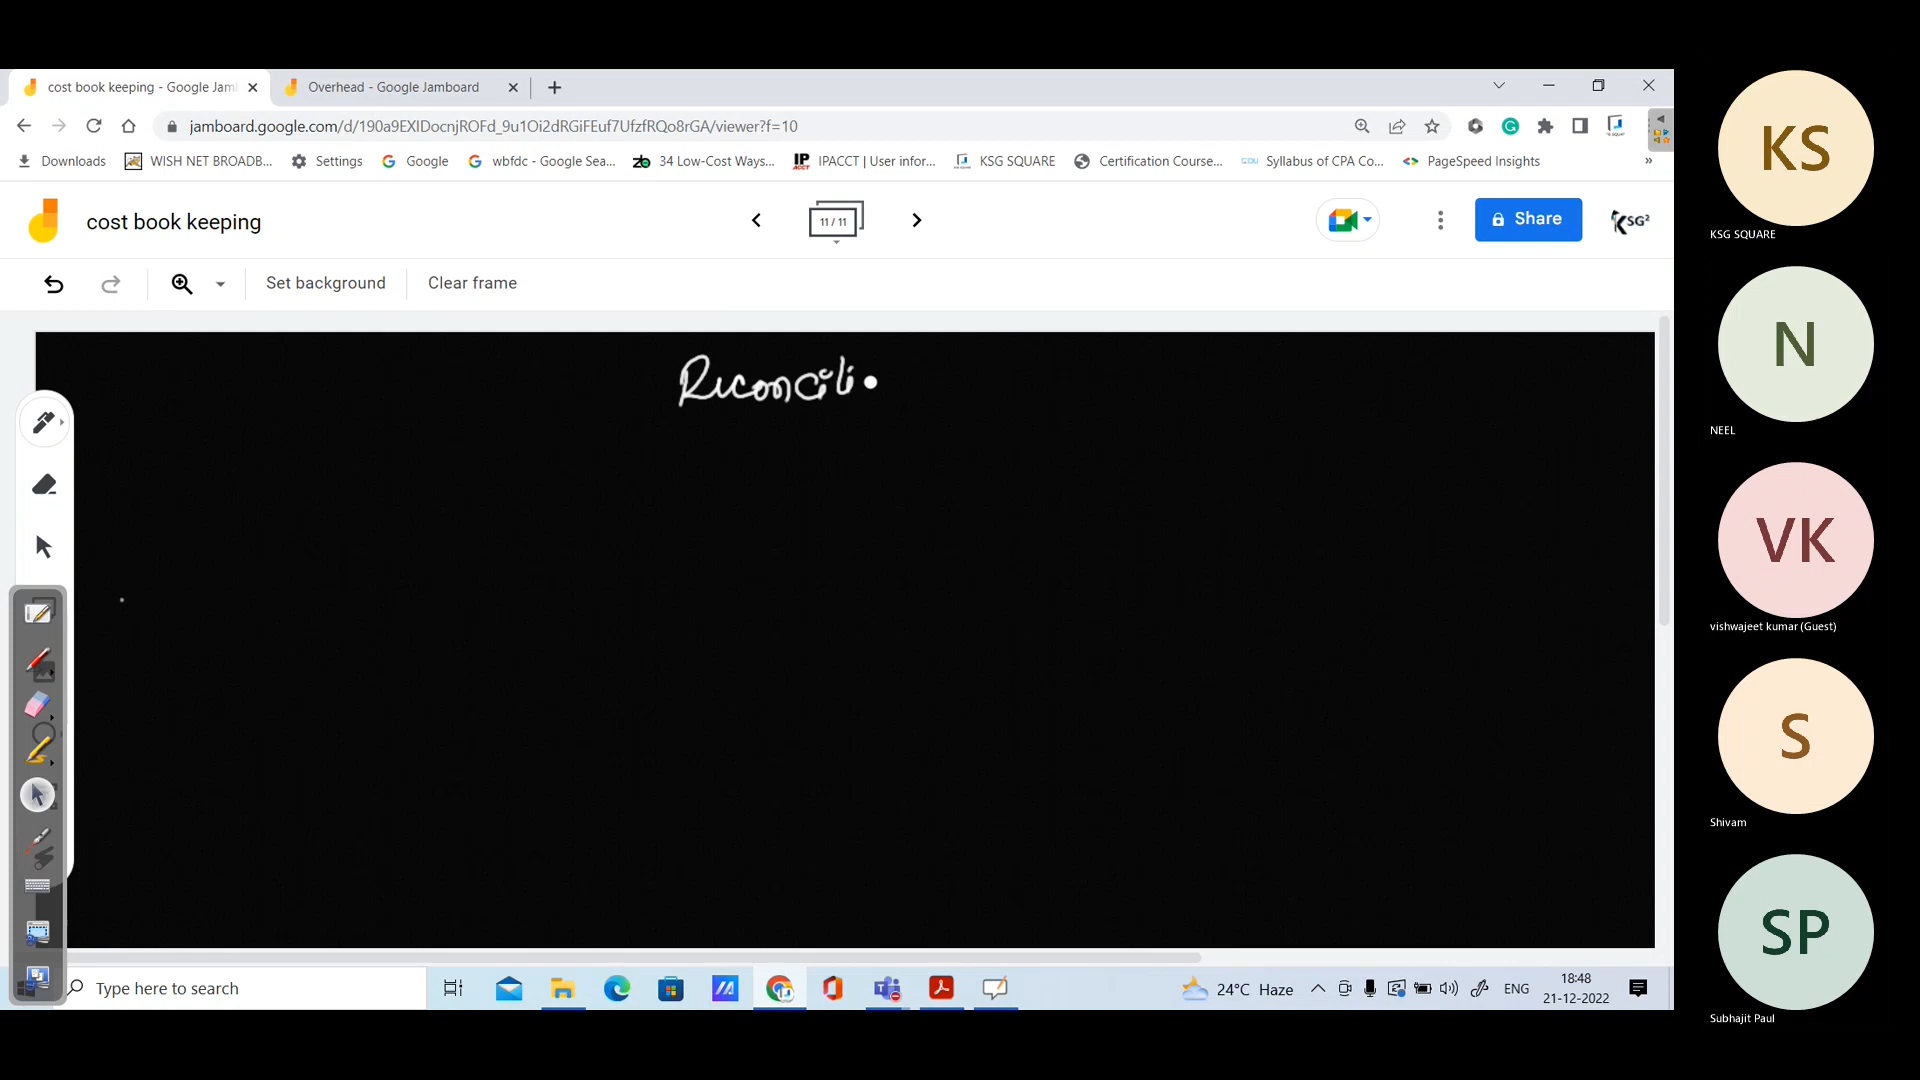 cost book keeping - Google Jam
Overhead - Google Jamboard
jamboard.google.com/d/190a9EXIDocnjROFd_9u1Oi2dRGiFEuf7UfzfRQo8rGA/viewer?f=10
Downloads
WISH NET BROADB...
Settings
Google
wbfdc - Google Sea...
34 Low-Cost Ways...
IPACCT | User infor...
KSG SQUARE
Certification Course...
Syllabus of CPA Co...
PageSpeed Insights
»
cost book keeping
11 / 11
Share
KSG²
Set background
Clear frame
Reconcili
Type here to search
24°C Haze
ENG
18:48
21-12-2022
KS
KSG SQUARE
N
NEEL
VK
vishwajeet kumar (Guest)
S
Shivam
SP
Subhajit Paul